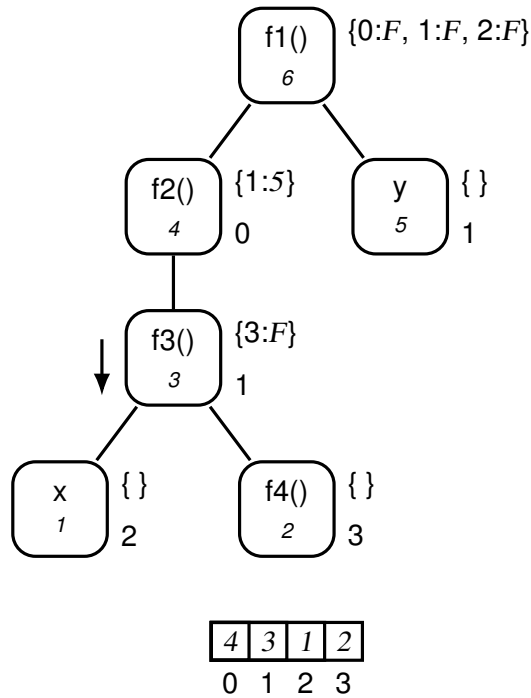 f1() {0:F, 1:F, 2:F}
6
f2() {1:5} y { }
4 0 5 1
f3() {3:F}
3 1
x { } f4() { }
1 2 2 3
4 3 1 2
0 1 2 3